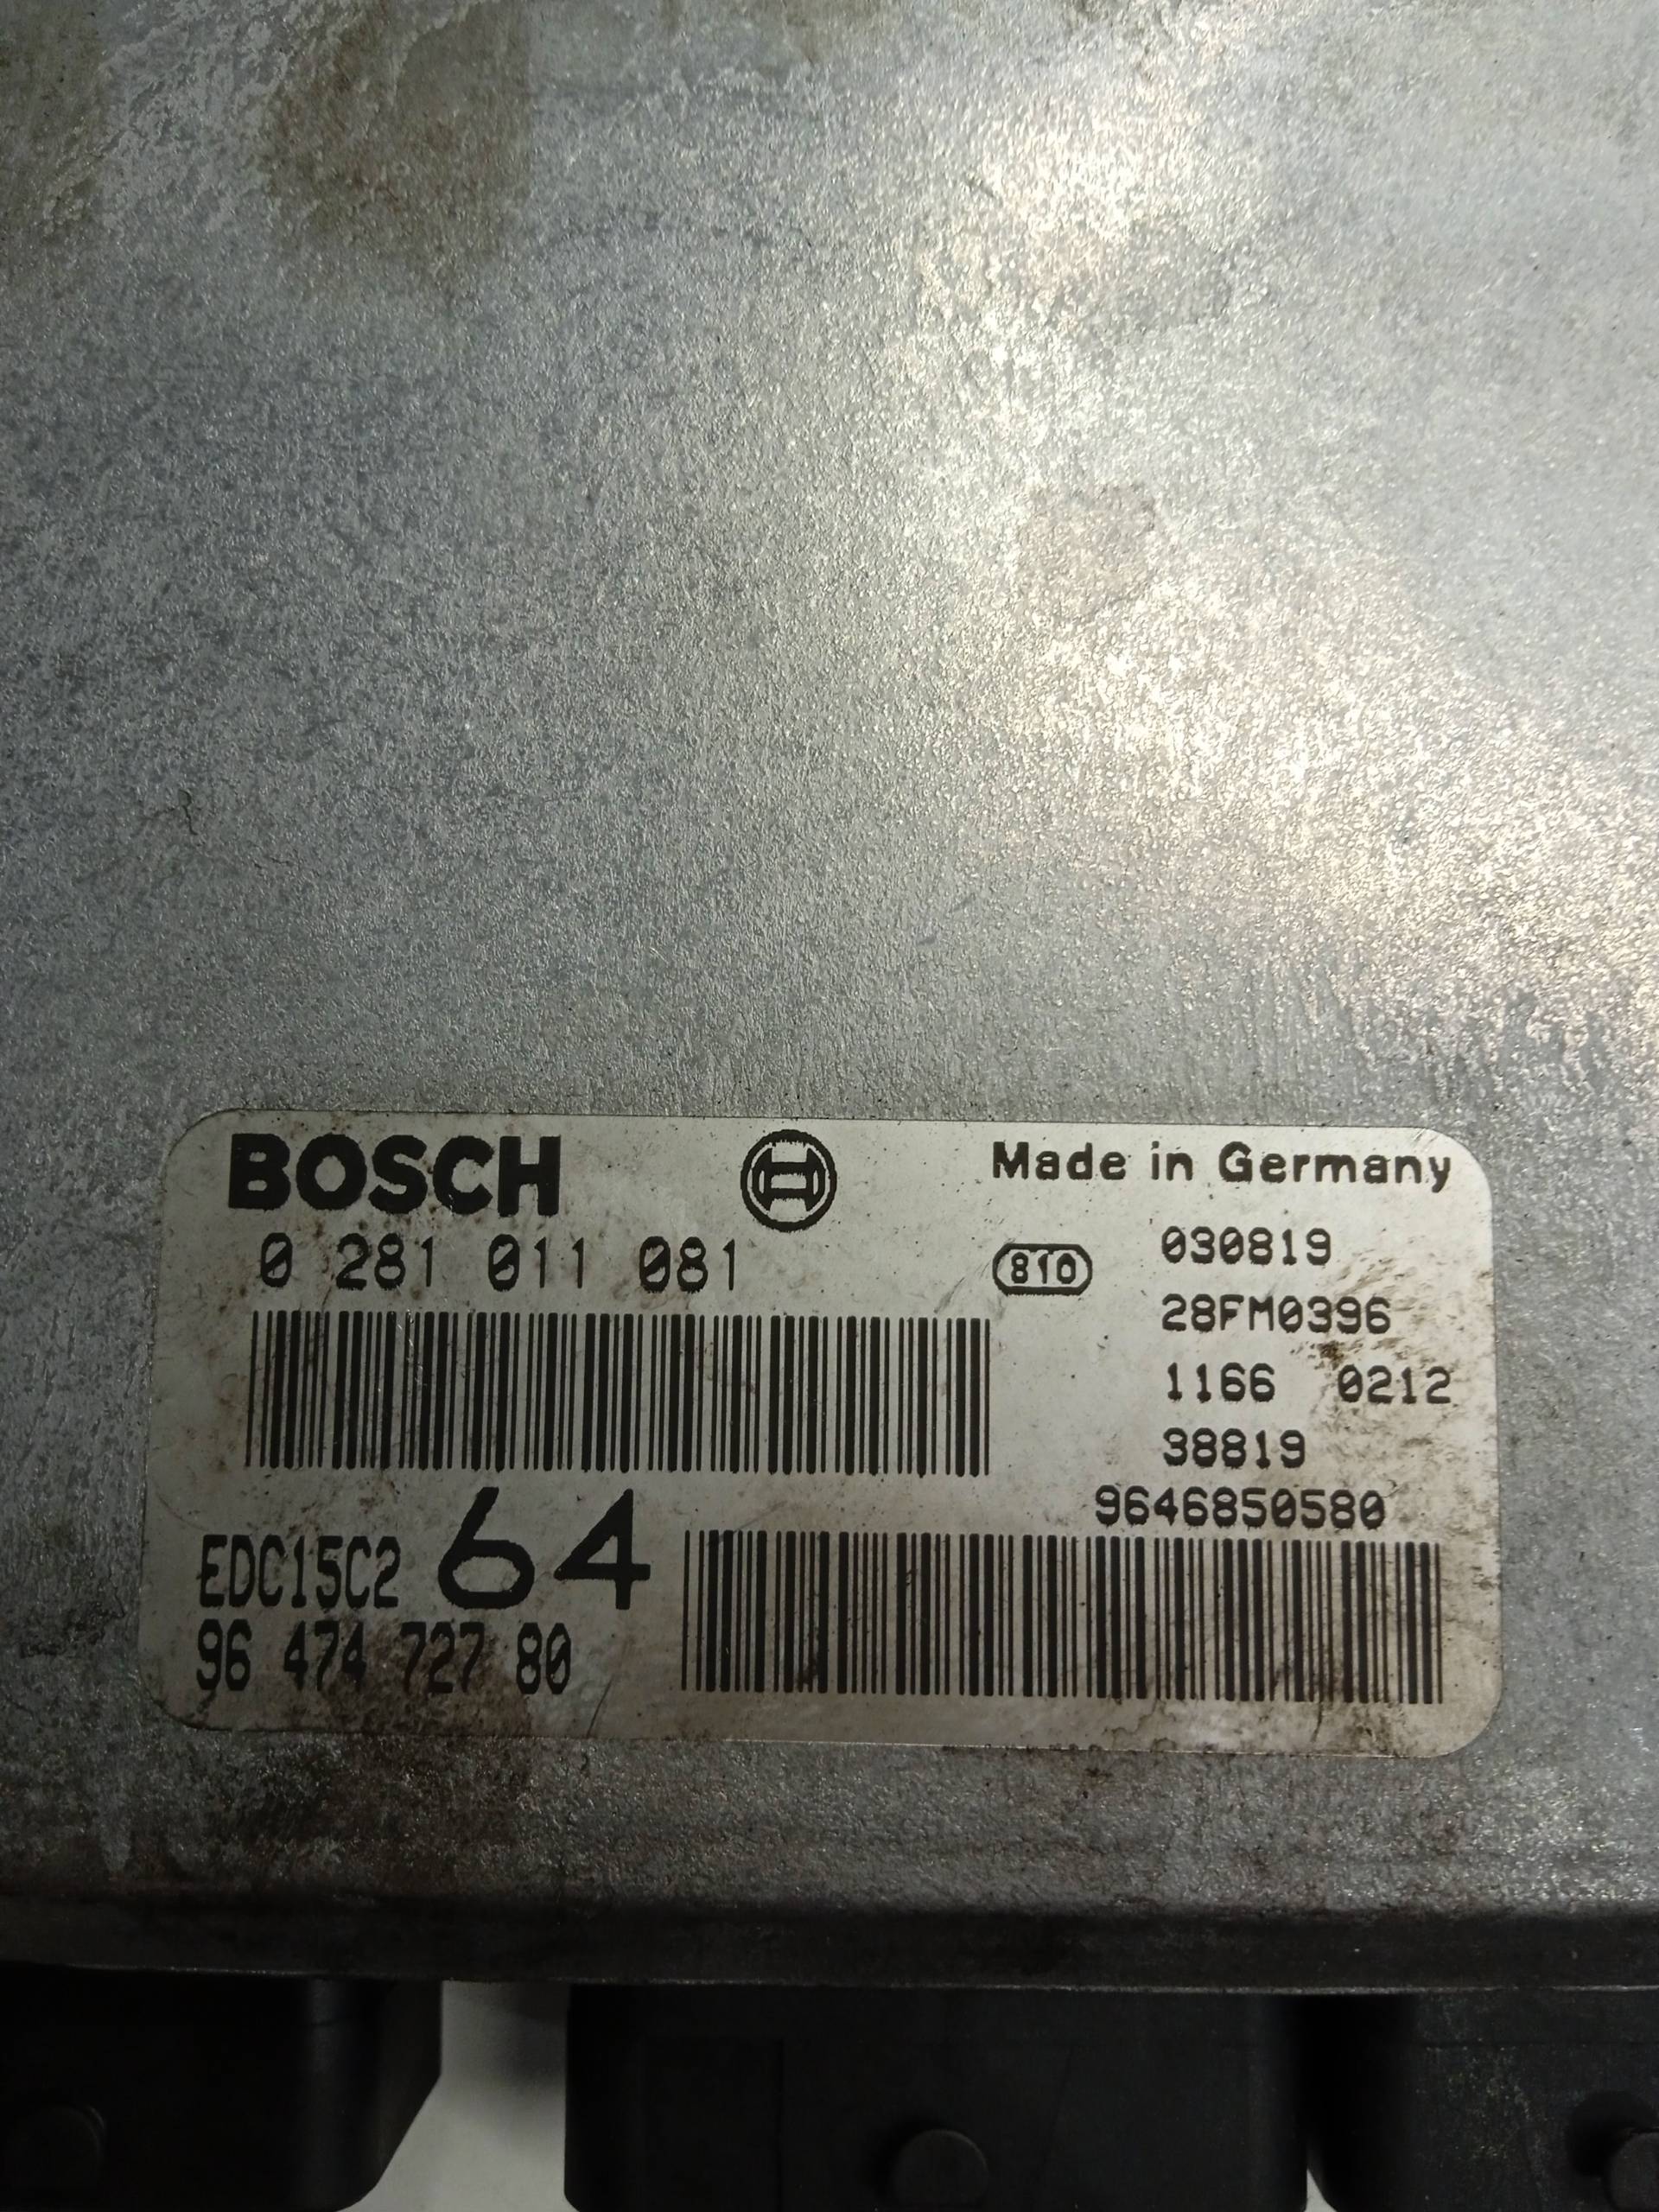 BOSCH Made in Germany
0 281 011 081 810 030819
28FM0396
1166 0212
38819
9646850580
EDC15C2 64
96 474 727 80